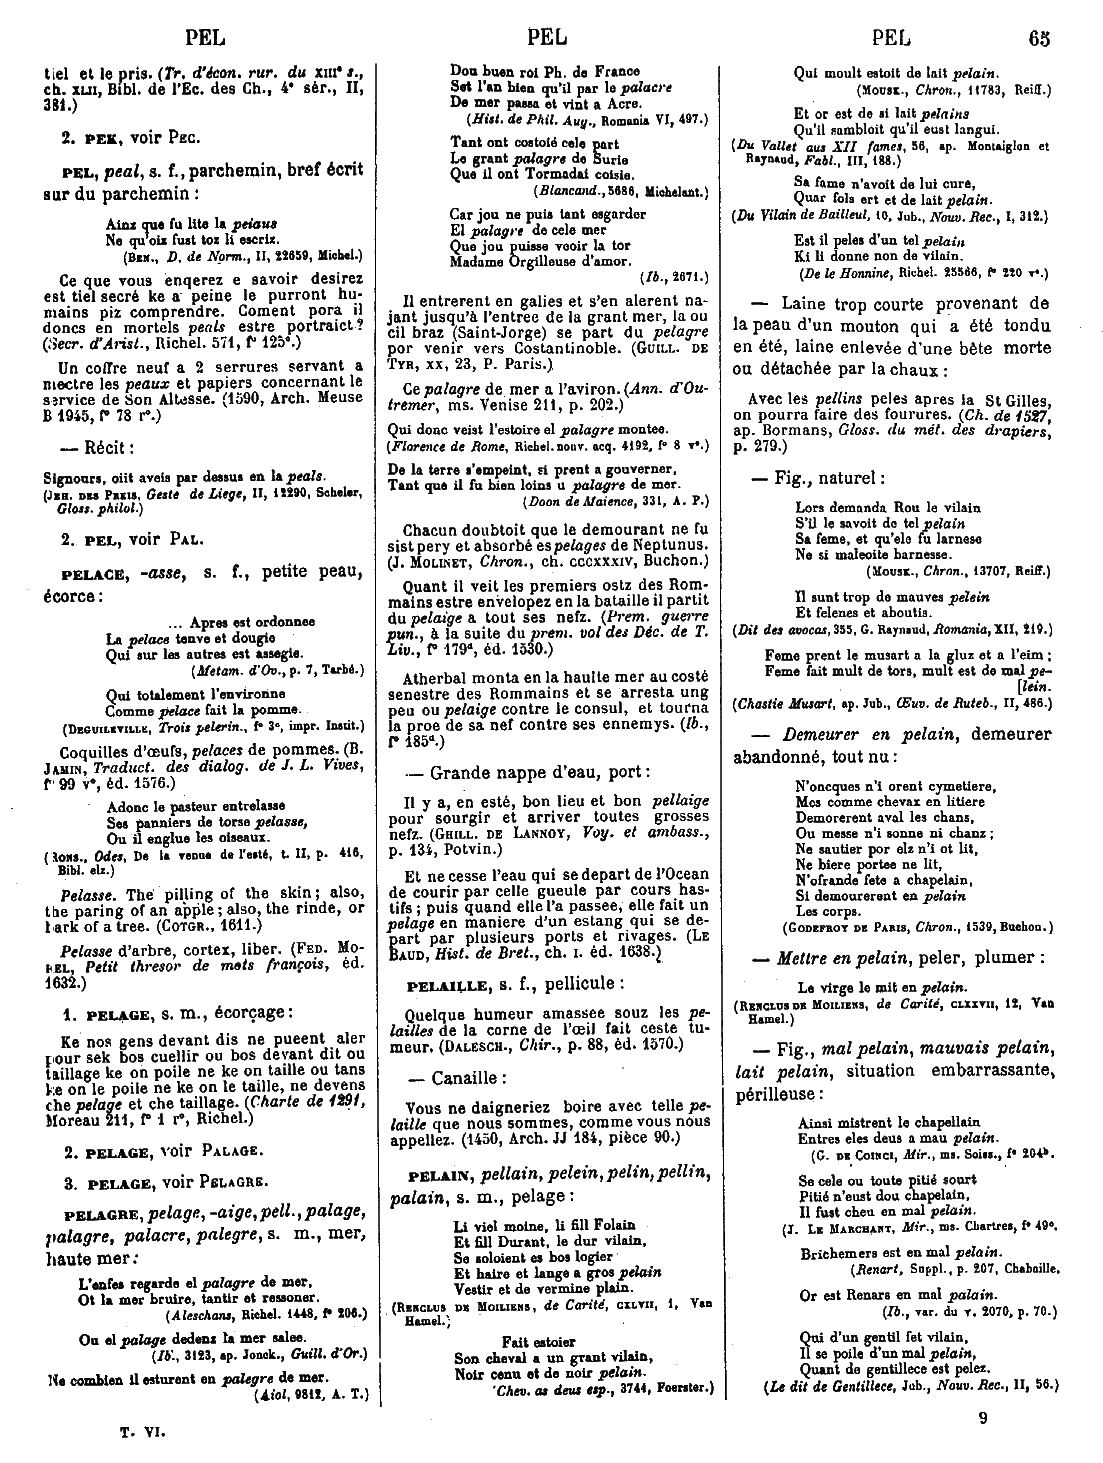 PEL
PEL
PEL
65
tiel et le pris. (Tr. d'écon. rur. du XIIIe s.,
ch. XLII, Bibl. de l'Ec. des Ch., 4e sér., II,
381.)
2. PEK, voir PEC.
PEL, peal, s. f., parchemin, bref écrit
sur du parchemin :
Ainz que fu lite la peiaus
Ne qu'oiz fust toz li escriz.
(BEN., D. de Norm., II, 22659, Michel.)
Ce que vous enqerez e savoir desirez
est tiel secré ke a peine le purront hu-
mains piz comprendre. Coment pora il
doncs en mortels peals estre portraict ?
(Secr. d'Arist., Richel. 571, fo 125c.)
Un coffre neuf a 2 serrures servant a
mectre les peaux et papiers concernant le
service de Son Altesse. (1590, Arch. Meuse
B 1945, fo 78 ro.)
— Récit :
Signours, oiit aveis par dessus en la peals.
(JEH. DES PREIS, Geste de Liege, II, 12290, Scheler,
Gloss. philol.)
2. PEL, voir PAL.
PELACE, -asse, s. f., petite peau,
écorce :
... Apres est ordonnee
La pelace tenve et dougie
Qui sur les autres est assegie.
(Metam. d'Ov., p. 7, Tarbé.)
Qui totalement l'environne
Comme pelace fait la pomme.
(DEGUILEVILLE, Trois pelerin., fo 3c, impr. Instit.)
Coquilles d'œufs, pelaces de pommes. (B.
JAMIN, Traduct. des dialog. de J. L. Vives,
fo 99 vo, éd. 1576.)
Adonc le pasteur entrelasse
Ses panniers de torse pelasse,
Ou il englue les oiseaux.
(RONS., Odes, De la venue de l'esté, t. II, p. 416,
Bibl. elz.)
Pelasse. The pilling of the skin ; also,
the paring of an apple ; also, the rinde, or
bark of a tree. (COTGR., 1611.)
Pelasse d'arbre, cortex, liber. (FED. MO-
REL, Petit thresor de mots françois, éd.
1632.)
1. PELAGE, s. m., écorçage :
Ke nos gens devant dis ne pueent aler
pour sek bos cuellir ou bos devant dit ou
taillage ke on poile ne ke on taille ou tans
ke on le poile ne ke on le taille, ne devens
che pelage et che taillage. (Charte de 1291,
Moreau 211, fo 1 ro, Richel.)
2. PELAGE, voir PALAGE.
3. PELAGE, voir PELAGRE.
PELAGRE, pelage, -aige, pell., palage,
palagre, palacre, palegre, s. m., mer,
haute mer :
L'enfes regarde el palagre de mer,
Ot la mer bruire, tantir et ressoner.
(Aleschans, Richel. 1448, fo 206.)
Ou el palage dedenz la mer salee.
(Ib., 3123, ap. Jonck., Guill. d'Or.)
Ne combien il esturent en palegre de mer.
(Aiol, 9812, A. T.)
T. VI.
Dou buen roi Ph. de France
Set l'an bien qu'il par le palacre
De mer passa et vint a Acre.
(Hist. de Phil. Aug., Romania VI, 497.)
Tant ont costoié cele part
Le grant palagre de Surie
Que il ont Tormadai coisie.
(Blancand., 5686, Michelant.)
Car jou ne puis tant esgarder
El palagre de cele mer
Que jou puisse veoir la tor
Madame Orgilleuse d'amor.
(Ib., 2671.)
Il entrerent en galies et s'en alerent na-
jant jusqu'à l'entree de la grant mer, la ou
cil braz (Saint-Jorge) se part du pelagre
por venir vers Costantinoble. (GUILL. DE
TYR, XX, 23, P. Paris.)
Ce palagre de mer a l'aviron. (Ann. d'Ou-
tremer, ms. Venise 211, p. 202.)
Qui donc veist l'estoire el palagre montee.
(Florence de Rome, Richel. nouv. acq. 4192, fo 8 vo.)
De la terre s'empeint, si prent a gouverner,
Tant que il fu bien loins u palagre de mer.
(Doon de Maience, 331, A. P.)
Chacun doubtoit que le demourant ne fu
sist pery et absorbé es pelages de Neptunus.
(J. MOLINET, Chron., ch. CCCXXXIV, Buchon.)
Quant il veit les premiers ostz des Rom-
mains estre envelopez en la bataille il partit
du pelaige a tout ses nefz. (Prem. guerre
pun., à la suite du prem. vol des Déc. de T.
Liv., fo 179d, éd. 1530.)
Atherbal monta en la haulte mer au costé
senestre des Rommains et se arresta ung
peu ou pelaige contre le consul, et tourna
la proe de sa nef contre ses ennemys. (Ib.,
fo 185d.)
— Grande nappe d'eau, port :
Il y a, en esté, bon lieu et bon pellaige
pour sourgir et arriver toutes grosses
nefz. (GHILL. DE LANNOY, Voy. et ambass.,
p. 134, Potvin.)
Et ne cesse l'eau qui se depart de l'Ocean
de courir par celle gueule par cours has-
tifs ; puis quand elle l'a passee, elle fait un
pelage en maniere d'un estang qui se de-
part par plusieurs ports et rivages. (LE
BAUD, Hist. de Bret., ch. I. éd. 1638.)
PELAILLE, s. f., pellicule :
Quelque humeur amassee souz les pe-
lailles de la corne de l'œil fait ceste tu-
meur. (DALESCH., Chir., p. 88, éd. 1570.)
— Canaille :
Vous ne daigneriez boire avec telle pe-
laille que nous sommes, comme vous nous
appellez. (1450, Arch. JJ 184, pièce 90.)
PELAIN, pellain, pelein, pelin, pellin,
palain, s. m., pelage :
Li viel moine, li fill Folain
Et fill Durant, le dur vilain,
Se soloient es bos logier
Et haire et lange a gros pelain
Vestir et de vermine plain.
(RENCLUS DE MOILIENS, de Carité, CXLVII, 1, Van
Hamel.)
Fait estoier
Son cheval a un grant vilain,
Noir cenu et de noir pelain.
(Chev. as deus esp., 3744, Foerster.)
Qui moult estoit de lait pelain.
(MOUSK., Chron., 11783, Reiff.)
Et or est de si lait pelains
Qu'il sambloit qu'il eust langui.
(Du Vallet aus XII fames, 56, ap. Montaiglon et
Raynaud, Fabl., III, 188.)
Sa fame n'avoit de lui cure,
Quar fols ert et de lait pelain.
(Du Vilain de Bailleul, 10, Jub., Nouv. Rec., I, 312.)
Est il peles d'un tel pelain
Ki li donne non de vilain.
(De le Honnine, Richel. 25566, fo 220 vo.)
— Laine trop courte provenant de
la peau d'un mouton qui a été tondu
en été, laine enlevée d'une bête morte
ou détachée par la chaux :
Avec les pellins peles apres la St Gilles,
on pourra faire des fourures. (Ch. de 1527,
ap. Bormans, Gloss. du mét. des drapiers,
p. 279.)
— Fig., naturel :
Lors demanda Rou le vilain
S'il le savoit de tel pelain
Sa feme, et qu'ele fu larnese
Ne si maleoite harnesse.
(MOUSK., Chron., 13707, Reiff.)
Il sunt trop de mauves pelein
Et felenes et aboutis.
(Dit des avocas, 355, G. Raynaud, Romania, XII, 219.)
Feme prent le musart a la gluz et a l'eim ;
Feme fait mult de tors, mult est de mal pe-
[lein.
(Chastie Musart, ap. Jub., Œuv. de Ruteb., II, 486.)
— Demeurer en pelain, demeurer
abandonné, tout nu :
N'oncques n'i orent cymetiere,
Mes comme chevax en litiere
Demorerent aval les chans,
Ou messe n'i sonne ni chanz ;
Ne sautier por elz n'i ot lit,
Ne biere portee ne lit,
N'ofrande fete a chapelain,
Si demourerent en pelain
Les corps.
(GODEFROY DE PARIS, Chron., 1539, Buchon.)
— Mettre en pelain, peler, plumer :
Le virge le mit en pelain.
(RENCLUS DE MOILIENS, de Carité, CLXXVII, 12, Van
Hamel.)
— Fig., mal pelain, mauvais pelain,
lait pelain, situation embarrassante,
périlleuse :
Ainsi mistrent le chapellain
Entres eles deus a mau pelain.
(G. DE COINCI, Mir., ms. Soiss., fo 204b.
Se cele ou toute pitié sourt
Pitié n'eust dou chapelain,
Il fust cheu en mal pelain.
(J. LE MARCHANT, Mir., ms. Chartres, fo 49c.
Brichemers est en mal pelain.
(Renart, Suppl., p. 207, Chabaille.
Or est Renars en mal palain.
(Ib., var. du v. 2070, p. 70.)
Qui d'un gentil fet vilain,
Il se poile d'un mal pelain,
Quant de gentillece est pelez.
(Le dit de Gentillece, Jub., Nouv. Rec., II, 56.)
9